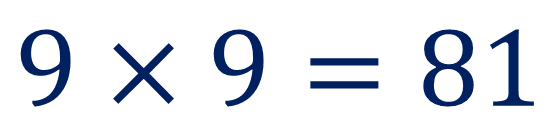 9 × 9 = 81